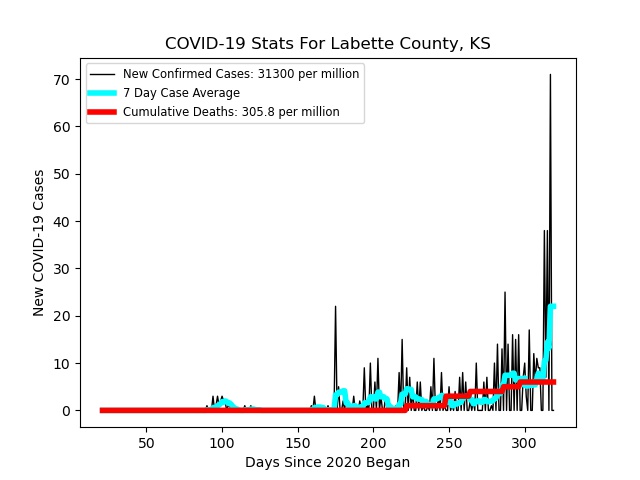 COVID-19 Stats For Labette County, KS
New Confirmed Cases: 31300 per million
7 Day Case Average
Cumulative Deaths: 305.8 per million
New COVID-19 Cases
70
60
50
40
30
20
10
0
50 100 150 200 250 300
Days Since 2020 Began